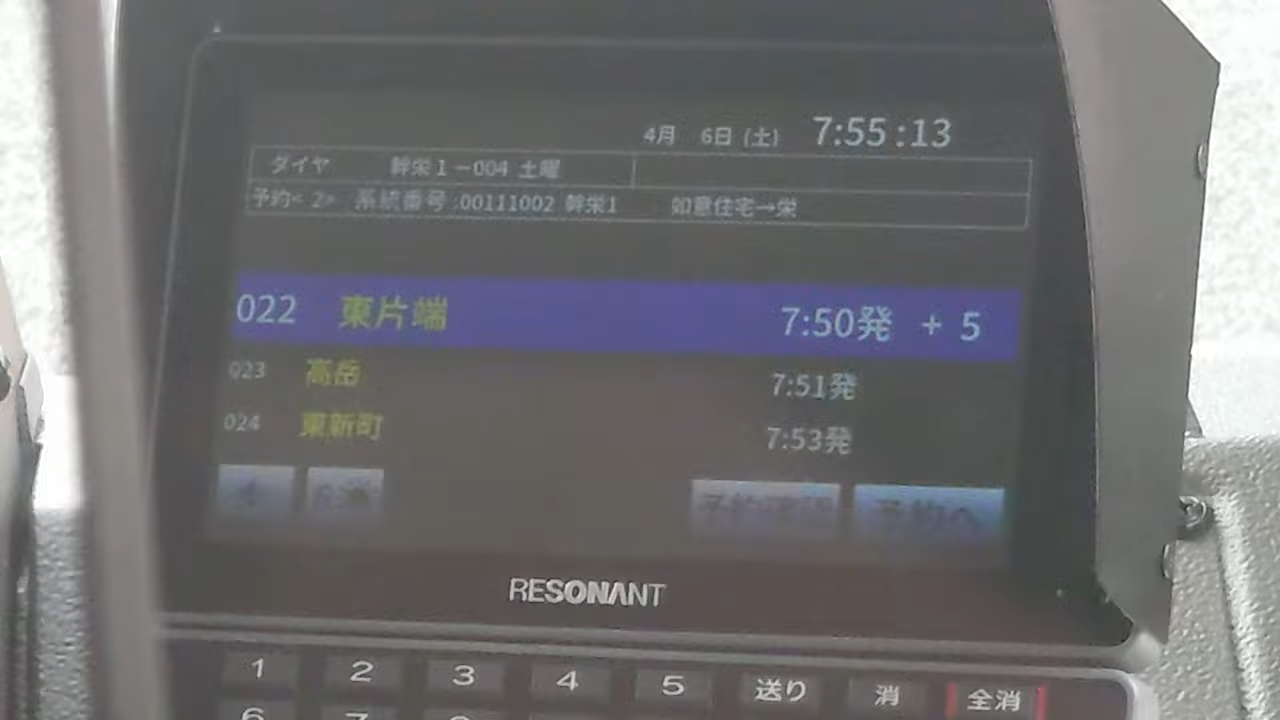 4月 6日 (土) 7:55:13
ダイヤ 幹栄1-004 土曜
予約< 2> 系統番号:00111002 幹栄1 如意住宅→栄
022 東片端 7:50発 + 5
023 高岳 7:51発
024 東新町 7:53発
RESONANT
1 2 3 4 5 送り 消 全消